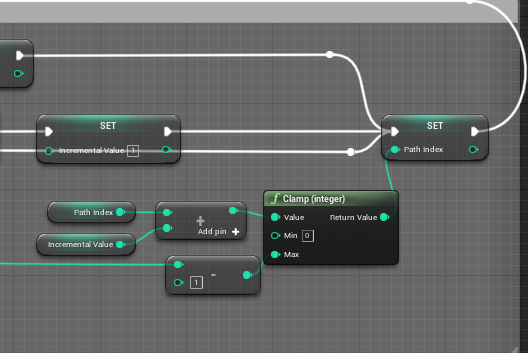 SET
SET
Incremental Value 1
Path Index
ƒ Clamp (integer)
Path Index
+
Value
Return Value
Add pin +
Incremental Value
Min 0
Max
1
-